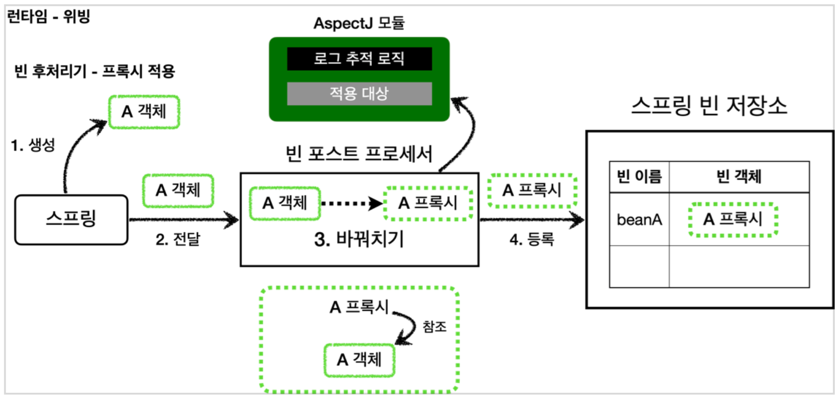 런타임 - 위빙
AspectJ 모듈
로그 추적 로직
적용 대상
빈 후처리기 - 프록시 적용
A 객체
1. 생성
스프링
A 객체
2. 전달
빈 포스트 프로세서
A 객체
A 프록시
3. 바꿔치기
A 프록시
4. 등록
스프링 빈 저장소
빈 이름 빈 객체
beanA A 프록시
A 프록시
참조
A 객체